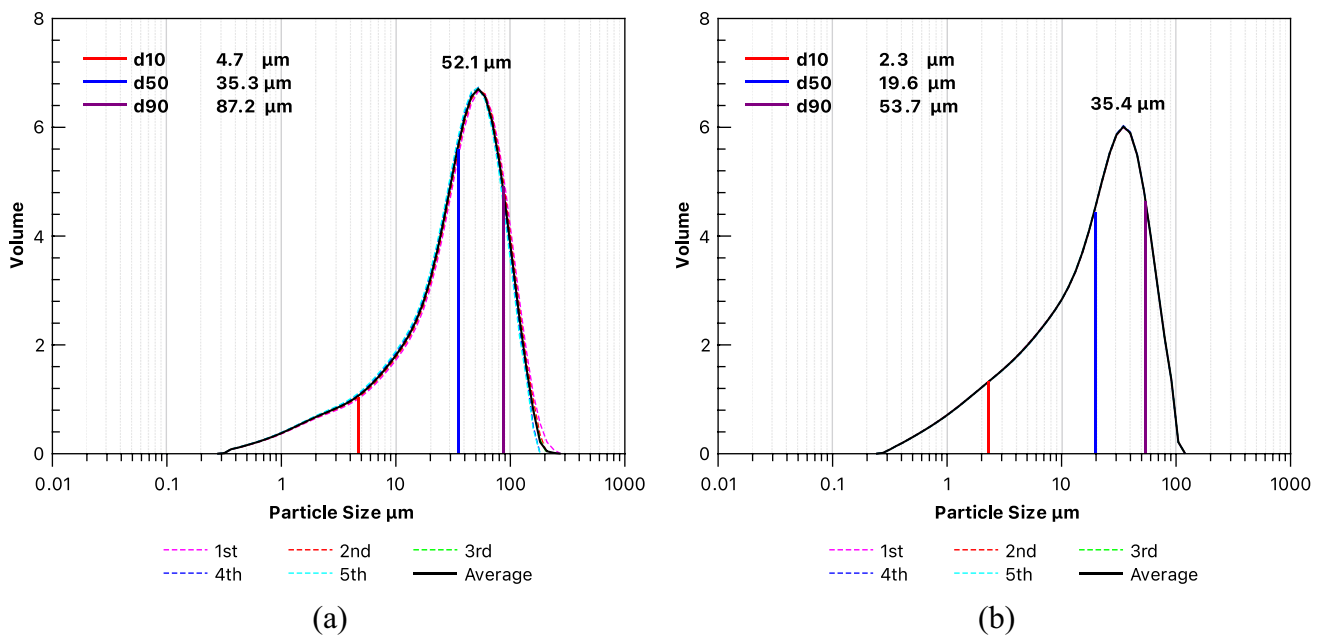 8
6
4
2
0
Volume
d10 4.7 μm
d50 35.3 μm
d90 87.2 μm
52.1 μm
0.01 0.1 1 10 100 1000
Particle Size μm
1st 2nd 3rd
4th 5th Average
(a)
8
6
4
2
0
Volume
d10 2.3 μm
d50 19.6 μm
d90 53.7 μm
35.4 μm
0.01 0.1 1 10 100 1000
Particle Size μm
1st 2nd 3rd
4th 5th Average
(b)